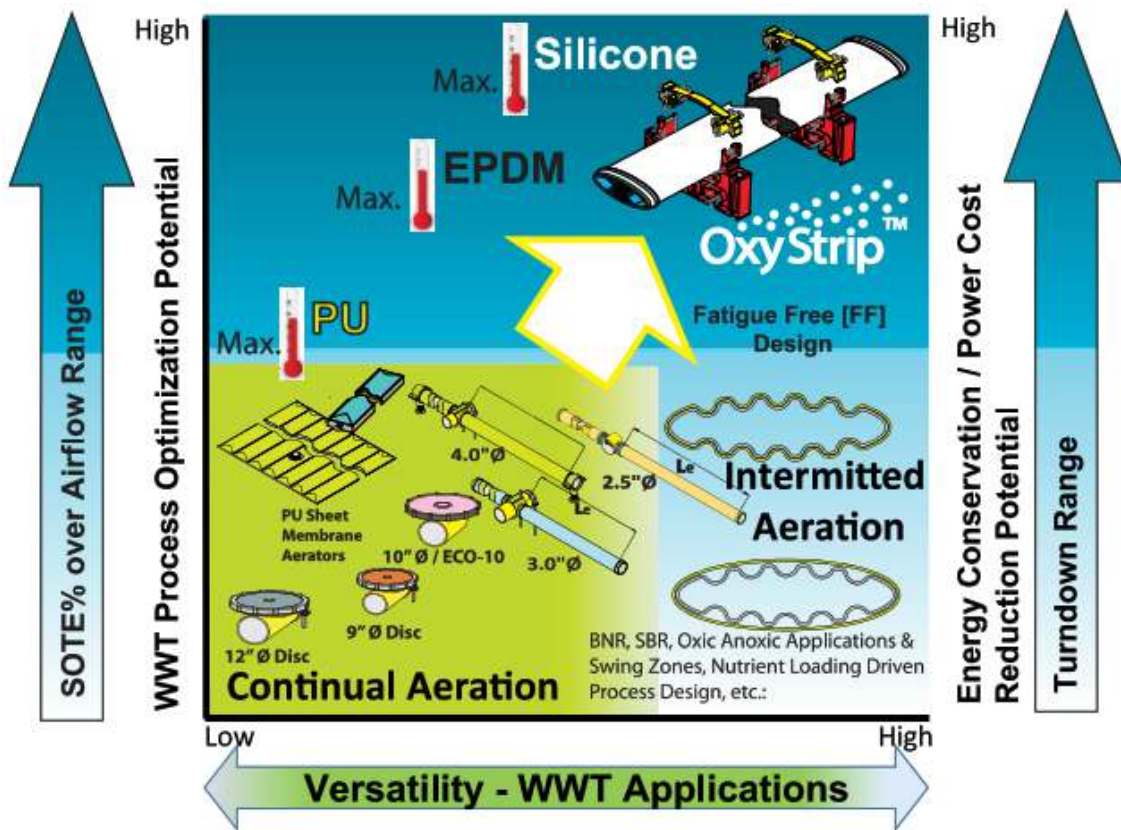 High
High
Silicone
Max.
EPDM
Max.
OxyStrip™
PU
Max.
Fatigue Free [FF]
Design
4.0"Ø
Le
2.5"Ø
Le
3.0"Ø
Intermitted
Aeration
PU Sheet
Membrane
Aerators
10" Ø / ECO-10
9" Ø Disc
12" Ø Disc
Continual Aeration
BNR, SBR, Oxic Anoxic Applications &
Swing Zones, Nutrient Loading Driven
Process Design, etc.:
SOTE% over Airflow Range
WWT Process Optimization Potential
Energy Conservation / Power Cost
Reduction Potential
Turndown Range
Low
High
Versatility - WWT Applications